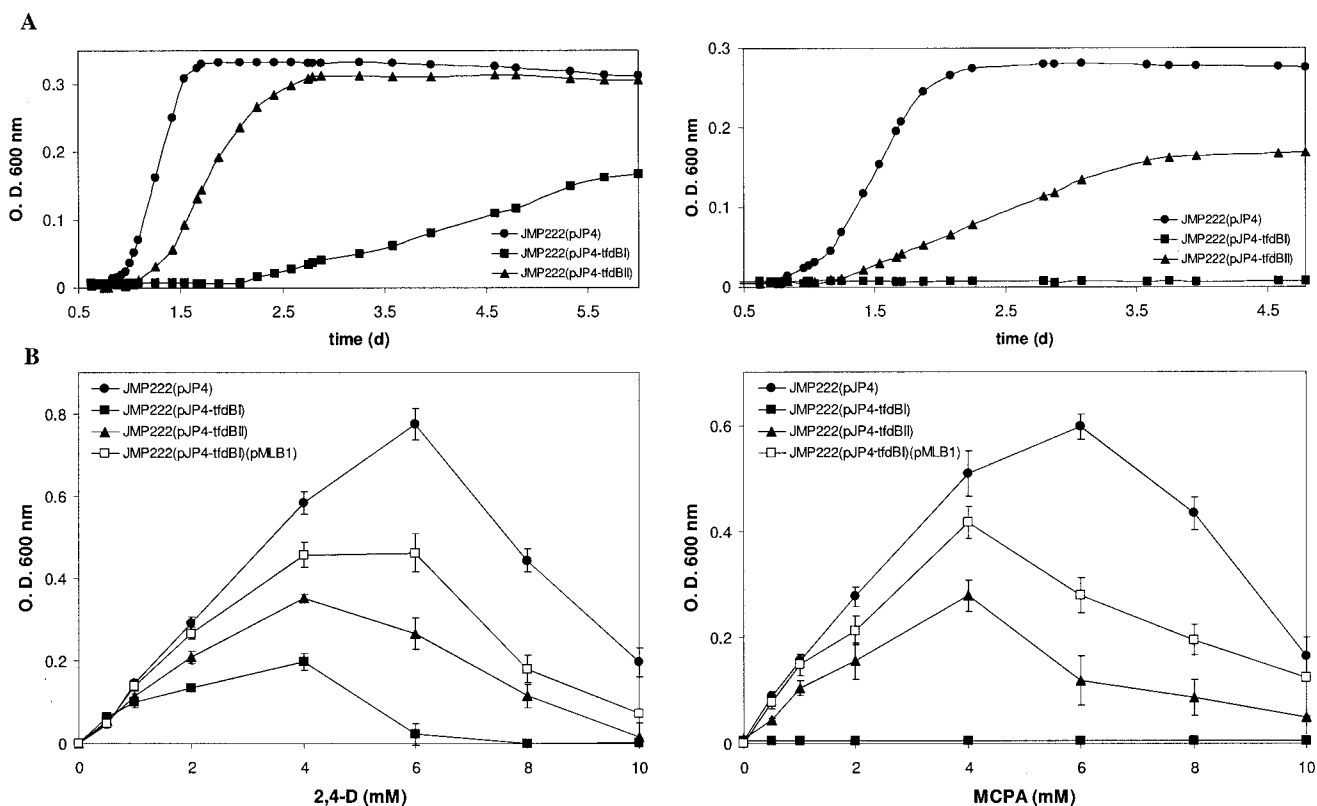 A
O. D. 600 nm
0.3
0.2
0.1
0
0.5
1.5
2.5
3.5
4.5
5.5
time (d)
JMP222(pJP4)
JMP222(pJP4-tfdBI)
JMP222(pJP4-tfdBII)
O. D. 600 nm
0.3
0.2
0.1
0
0.5
1.5
2.5
3.5
4.5
time (d)
JMP222(pJP4)
JMP222(pJP4-tfdBI)
JMP222(pJP4-tfdBII)
B
O. D. 600 nm
0.8
0.6
0.4
0.2
0
0
2
4
6
8
10
2,4-D (mM)
JMP222(pJP4)
JMP222(pJP4-tfdBI)
JMP222(pJP4-tfdBII)
JMP222(pJP4-tfdBI)(pMLB1)
O. D. 600 nm
0.6
0.4
0.2
0
0
2
4
6
8
10
MCPA (mM)
JMP222(pJP4)
JMP222(pJP4-tfdBI)
JMP222(pJP4-tfdBII)
JMP222(pJP4-tfdBI)(pMLB1)